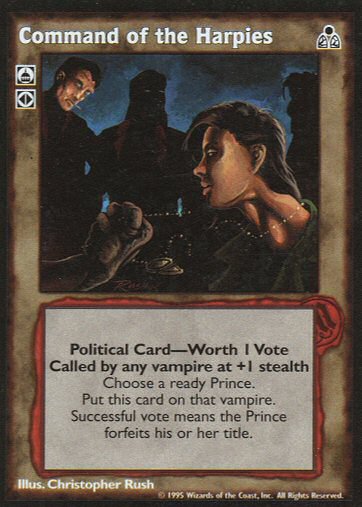 Command of the Harpies
RUSH
Political Card—Worth 1 Vote
Called by any vampire at +1 stealth
Choose a ready Prince.
Put this card on that vampire.
Successful vote means the Prince
forfeits his or her title.
Illus. Christopher Rush
© 1995 Wizards of the Coast, Inc. All Rights Reserved.